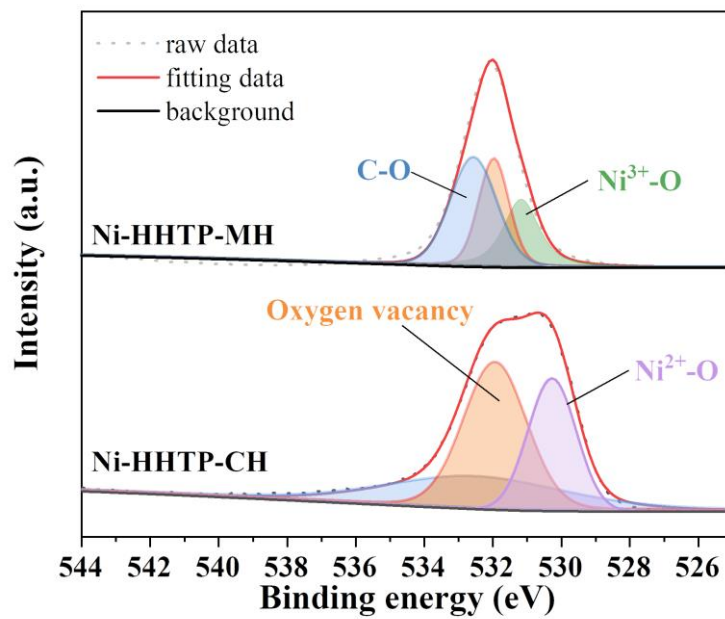 raw data
fitting data
background
C-O
Ni³⁺-O
Ni-HHTP-MH
Oxygen vacancy
Ni²⁺-O
Ni-HHTP-CH
Intensity (a.u.)
544 542 540 538 536 534 532 530 528 526
Binding energy (eV)